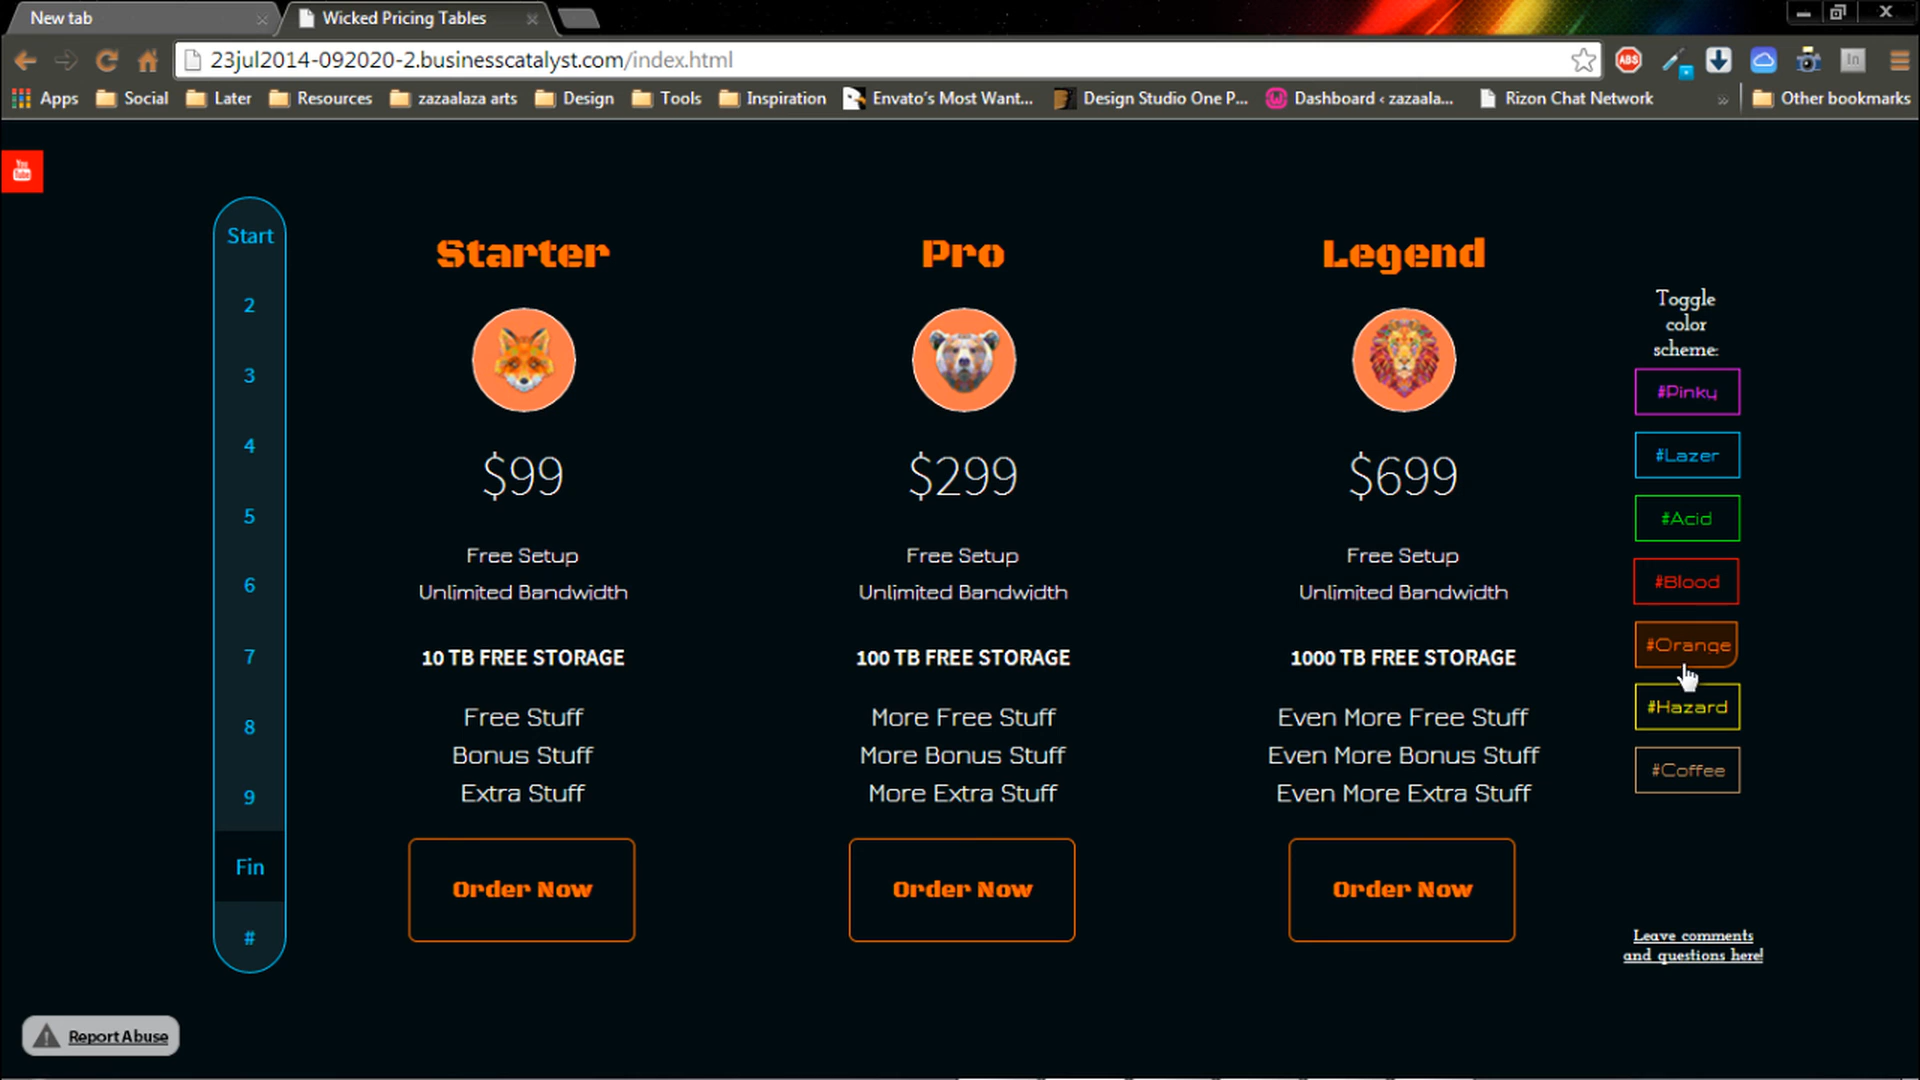 New tab
Wicked Pricing Tables
23jul2014-092020-2.businesscatalyst.com/index.html
ABS
In
Apps
Social
Later
Resources
zazaalaza arts
Design
Tools
Inspiration
Envato's Most Want...
Design Studio One P...
Dashboard ‹ zazaala...
Rizon Chat Network
»
Other bookmarks
You
Tube
Start
2
3
4
5
6
7
8
9
Fin
#
Starter
$99
Free Setup
Unlimited Bandwidth
10 TB FREE STORAGE
Free Stuff
Bonus Stuff
Extra Stuff
Order Now
Pro
$299
Free Setup
Unlimited Bandwidth
100 TB FREE STORAGE
More Free Stuff
More Bonus Stuff
More Extra Stuff
Order Now
Legend
$699
Free Setup
Unlimited Bandwidth
1000 TB FREE STORAGE
Even More Free Stuff
Even More Bonus Stuff
Even More Extra Stuff
Order Now
Toggle
color
scheme:
#Pinky
#Lazer
#Acid
#Blood
#Orange
#Hazard
#Coffee
Leave comments
and questions here!
Report Abuse